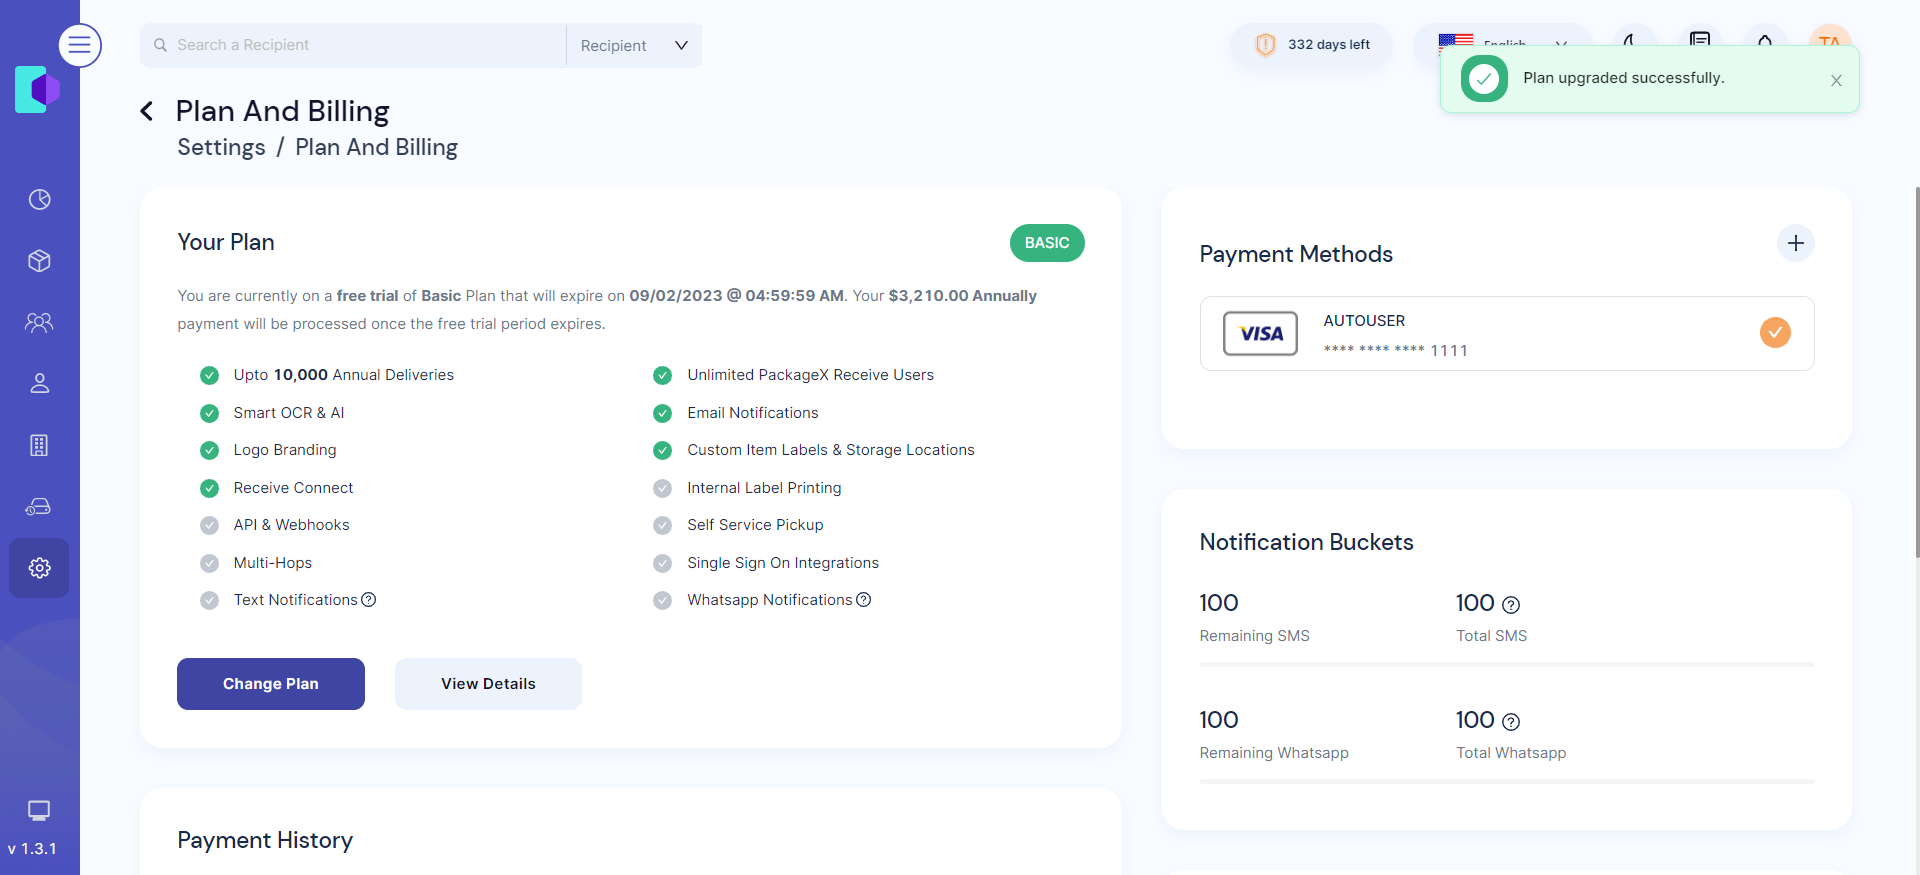 Search a Recipient
Recipient
332 days left
English
TA
Plan upgraded successfully.
Plan And Billing
Settings / Plan And Billing
Your Plan
BASIC
You are currently on a free trial of Basic Plan that will expire on 09/02/2023 @ 04:59:59 AM. Your $3,210.00 Annually
payment will be processed once the free trial period expires.
Upto 10,000 Annual Deliveries
Unlimited PackageX Receive Users
Smart OCR & AI
Email Notifications
Logo Branding
Custom Item Labels & Storage Locations
Receive Connect
Internal Label Printing
API & Webhooks
Self Service Pickup
Multi-Hops
Single Sign On Integrations
Text Notifications
Whatsapp Notifications
Change Plan
View Details
Payment History
Payment Methods
VISA
AUTOUSER
**** **** **** 1111
Notification Buckets
100
100
Remaining SMS
Total SMS
100
100
Remaining Whatsapp
Total Whatsapp
v 1.3.1